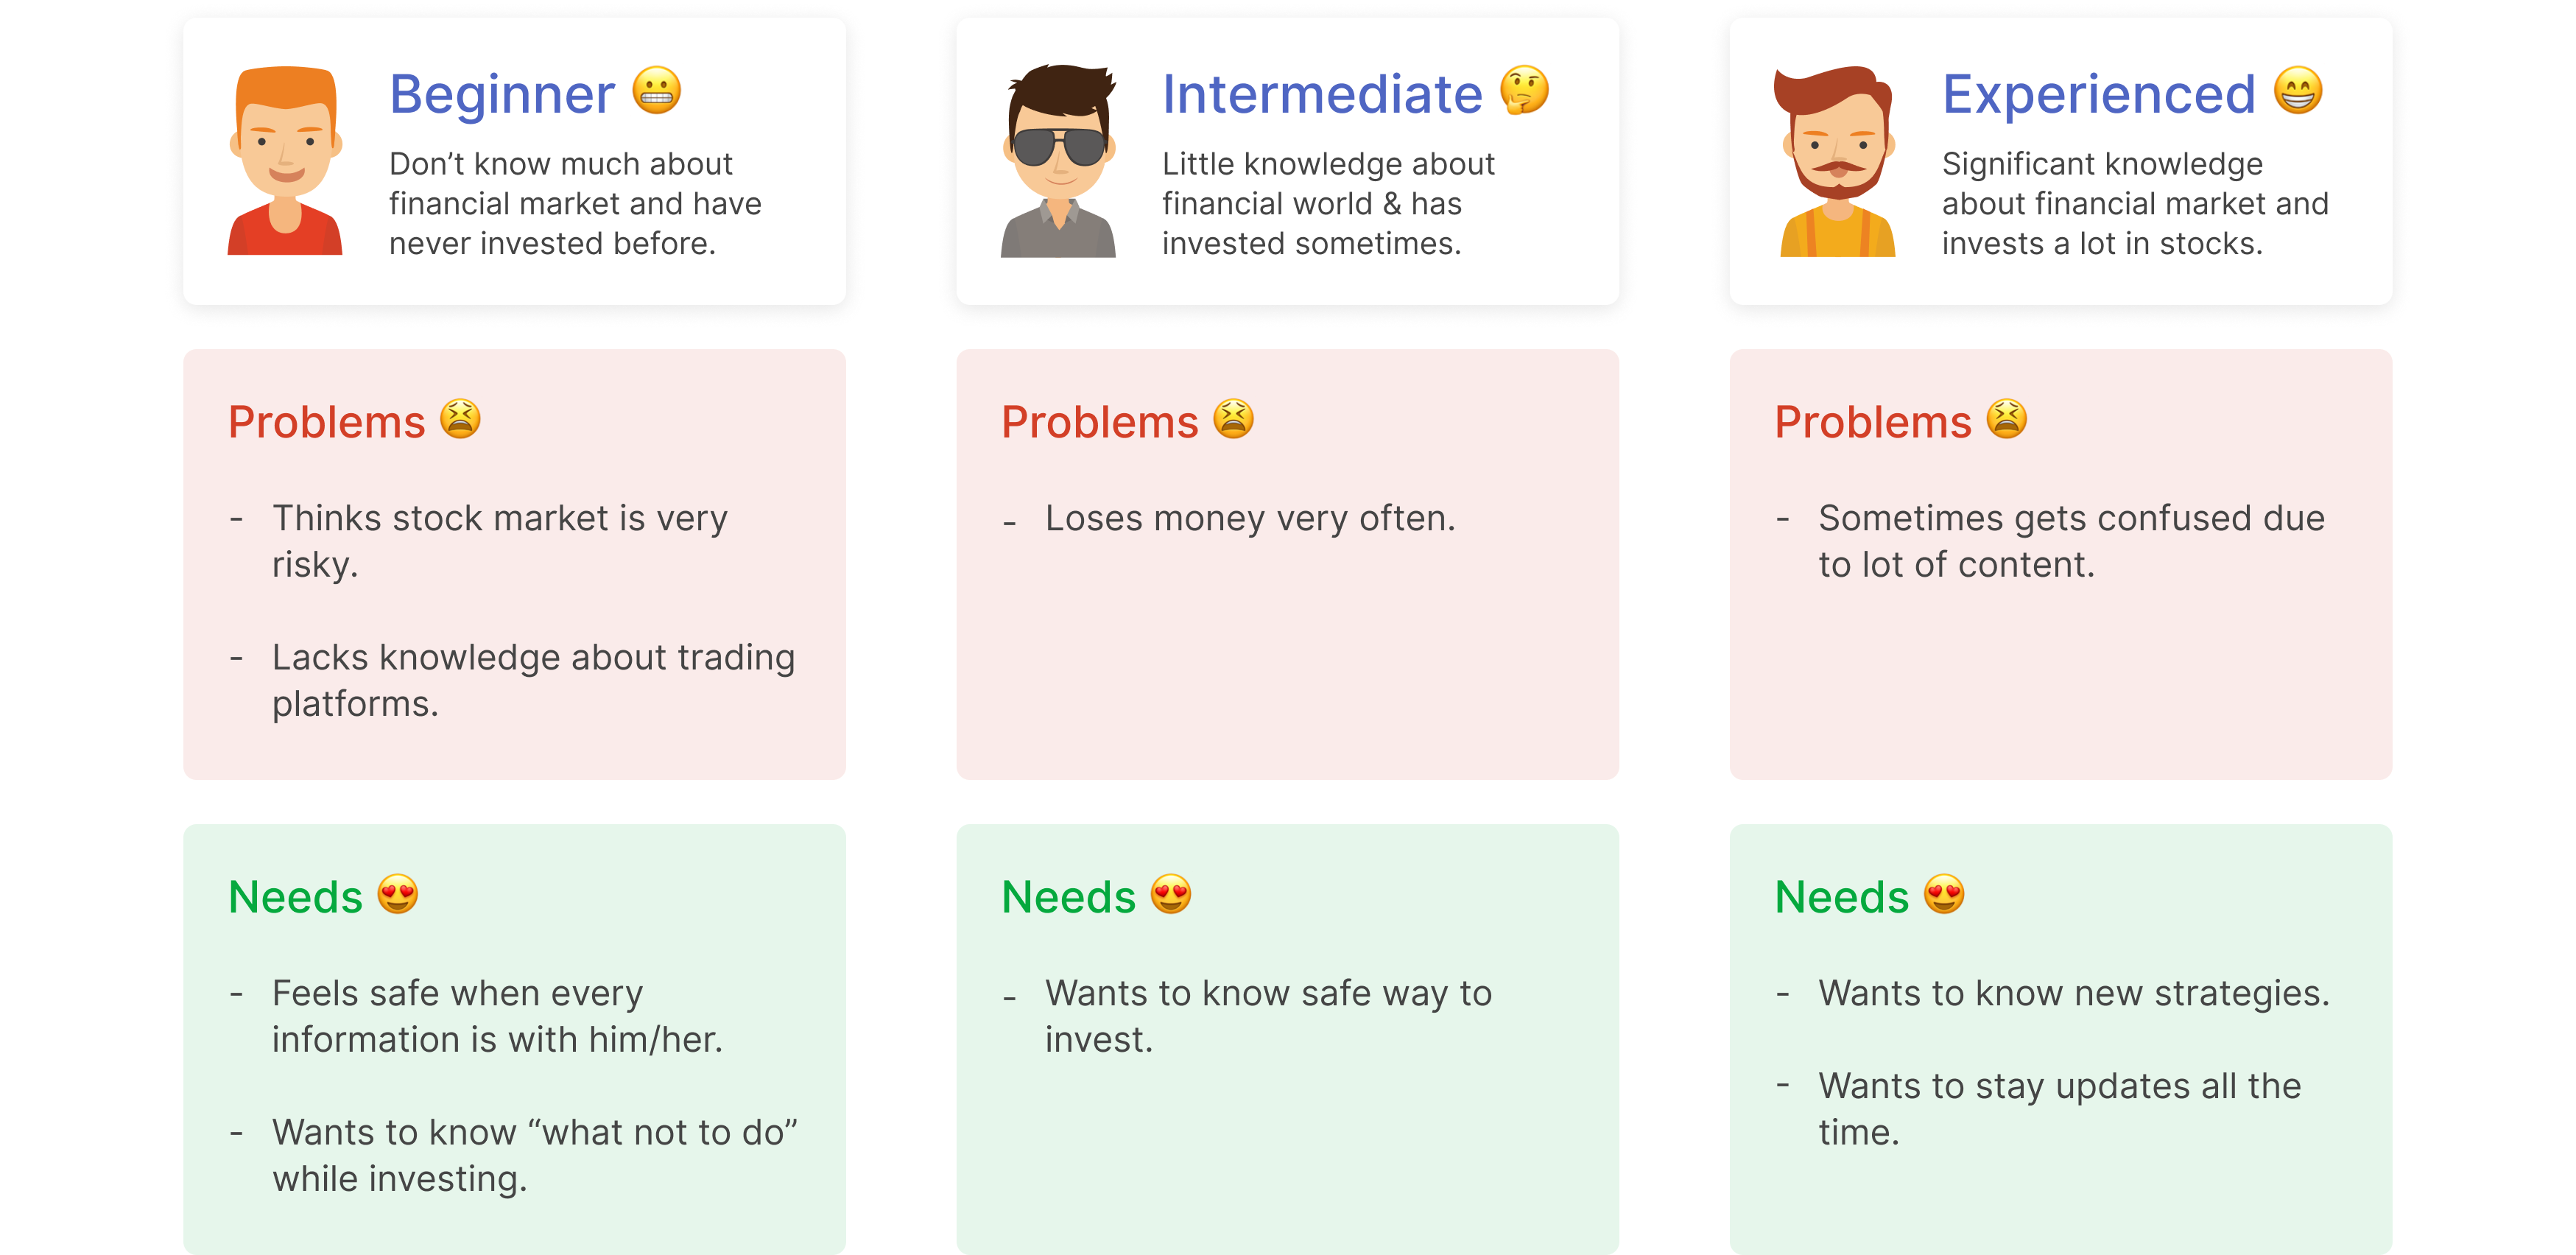 Beginner 😬
Don’t know much about
financial market and have
never invested before.
Problems 😫
- Thinks stock market is very
risky.
- Lacks knowledge about trading
platforms.
Needs 😍
- Feels safe when every
information is with him/her.
- Wants to know “what not to do”
while investing.
Intermediate 🤔
Little knowledge about
financial world & has
invested sometimes.
Problems 😫
- Loses money very often.
Needs 😍
- Wants to know safe way to
invest.
Experienced 😁
Significant knowledge
about financial market and
invests a lot in stocks.
Problems 😫
- Sometimes gets confused due
to lot of content.
Needs 😍
- Wants to know new strategies.
- Wants to stay updates all the
time.